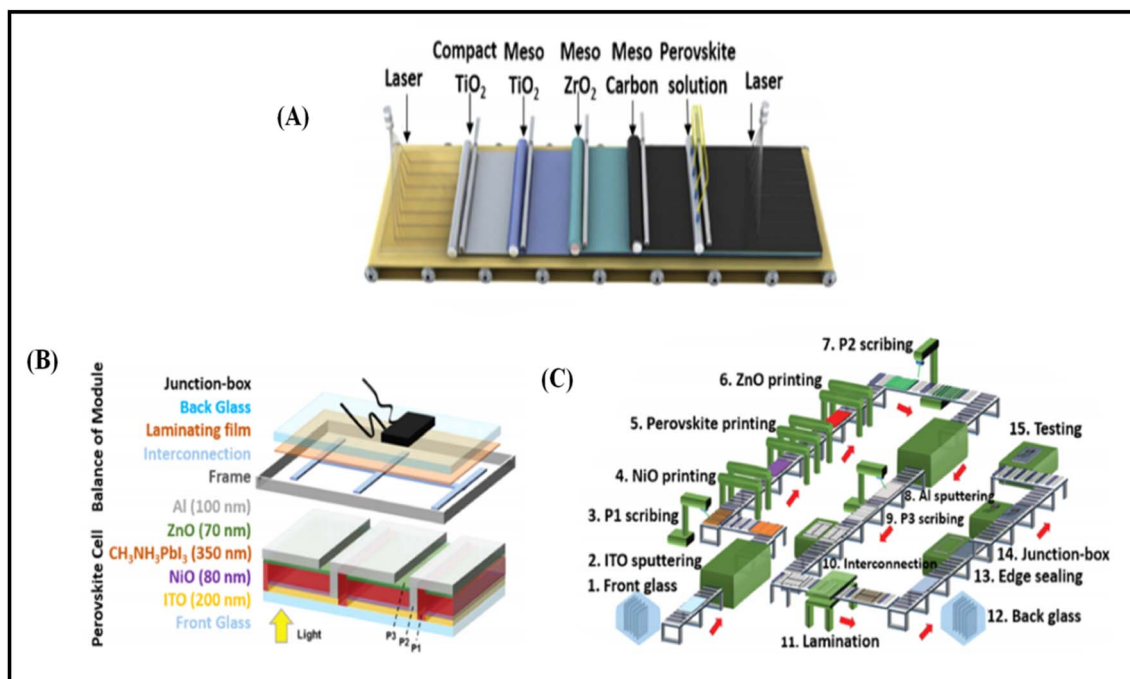 (A)
Laser
Compact
TiO₂
Meso
TiO₂
Meso
ZrO₂
Meso
Carbon
Perovskite
solution
Laser
(B)
Balance of Module
Junction-box
Back Glass
Laminating film
Interconnection
Frame
Perovskite Cell
Al (100 nm)
ZnO (70 nm)
CH₃NH₃PbI₃ (350 nm)
NiO (80 nm)
ITO (200 nm)
Front Glass
Light
P3
P2
P1
(C)
1. Front glass
2. ITO sputtering
3. P1 scribing
4. NiO printing
5. Perovskite printing
6. ZnO printing
7. P2 scribing
8. Al sputtering
9. P3 scribing
10. Interconnection
11. Lamination
12. Back glass
13. Edge sealing
14. Junction-box
15. Testing